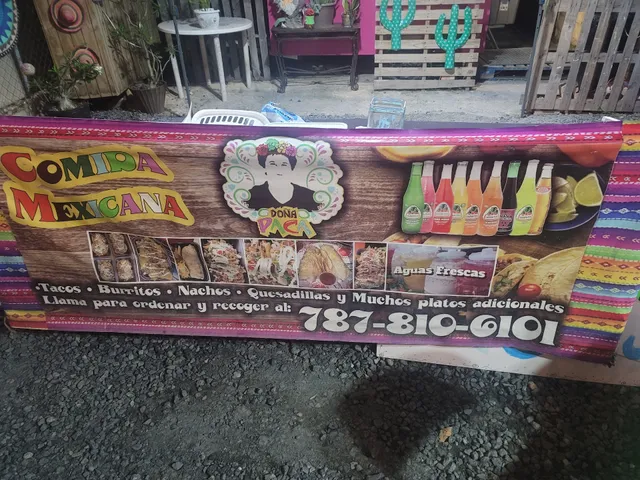 COMIDA
MEXICANA
DOÑA
PACA
Aguas Frescas
•Tacos • Burritos • Nachos • Quesadillas y Muchos platos adicionales
Llama para ordenar y recoger al: 787-810-6101